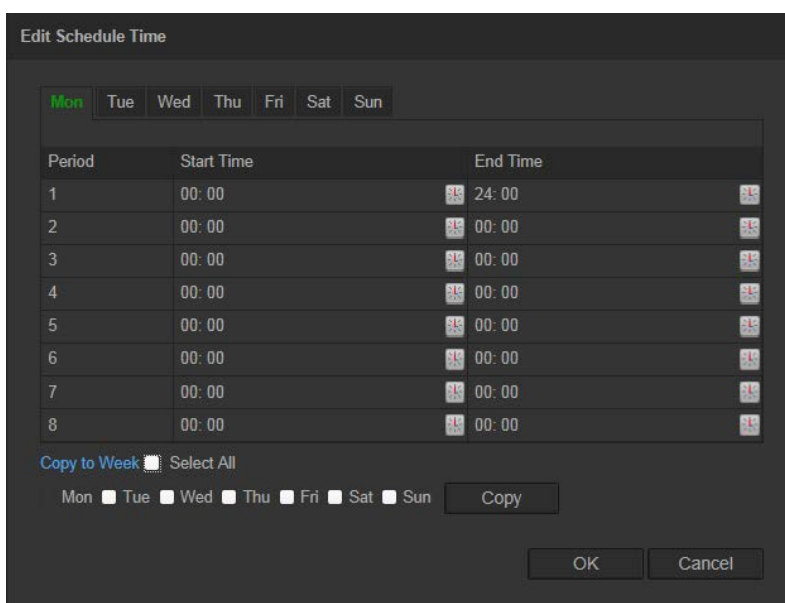 Edit Schedule Time
Mon Tue Wed Thu Fri Sat Sun
Period Start Time End Time
1 00: 00 24: 00
2 00: 00 00: 00
3 00: 00 00: 00
4 00: 00 00: 00
5 00: 00 00: 00
6 00: 00 00: 00
7 00: 00 00: 00
8 00: 00 00: 00
Copy to Week Select All
Mon Tue Wed Thu Fri Sat Sun Copy
OK Cancel